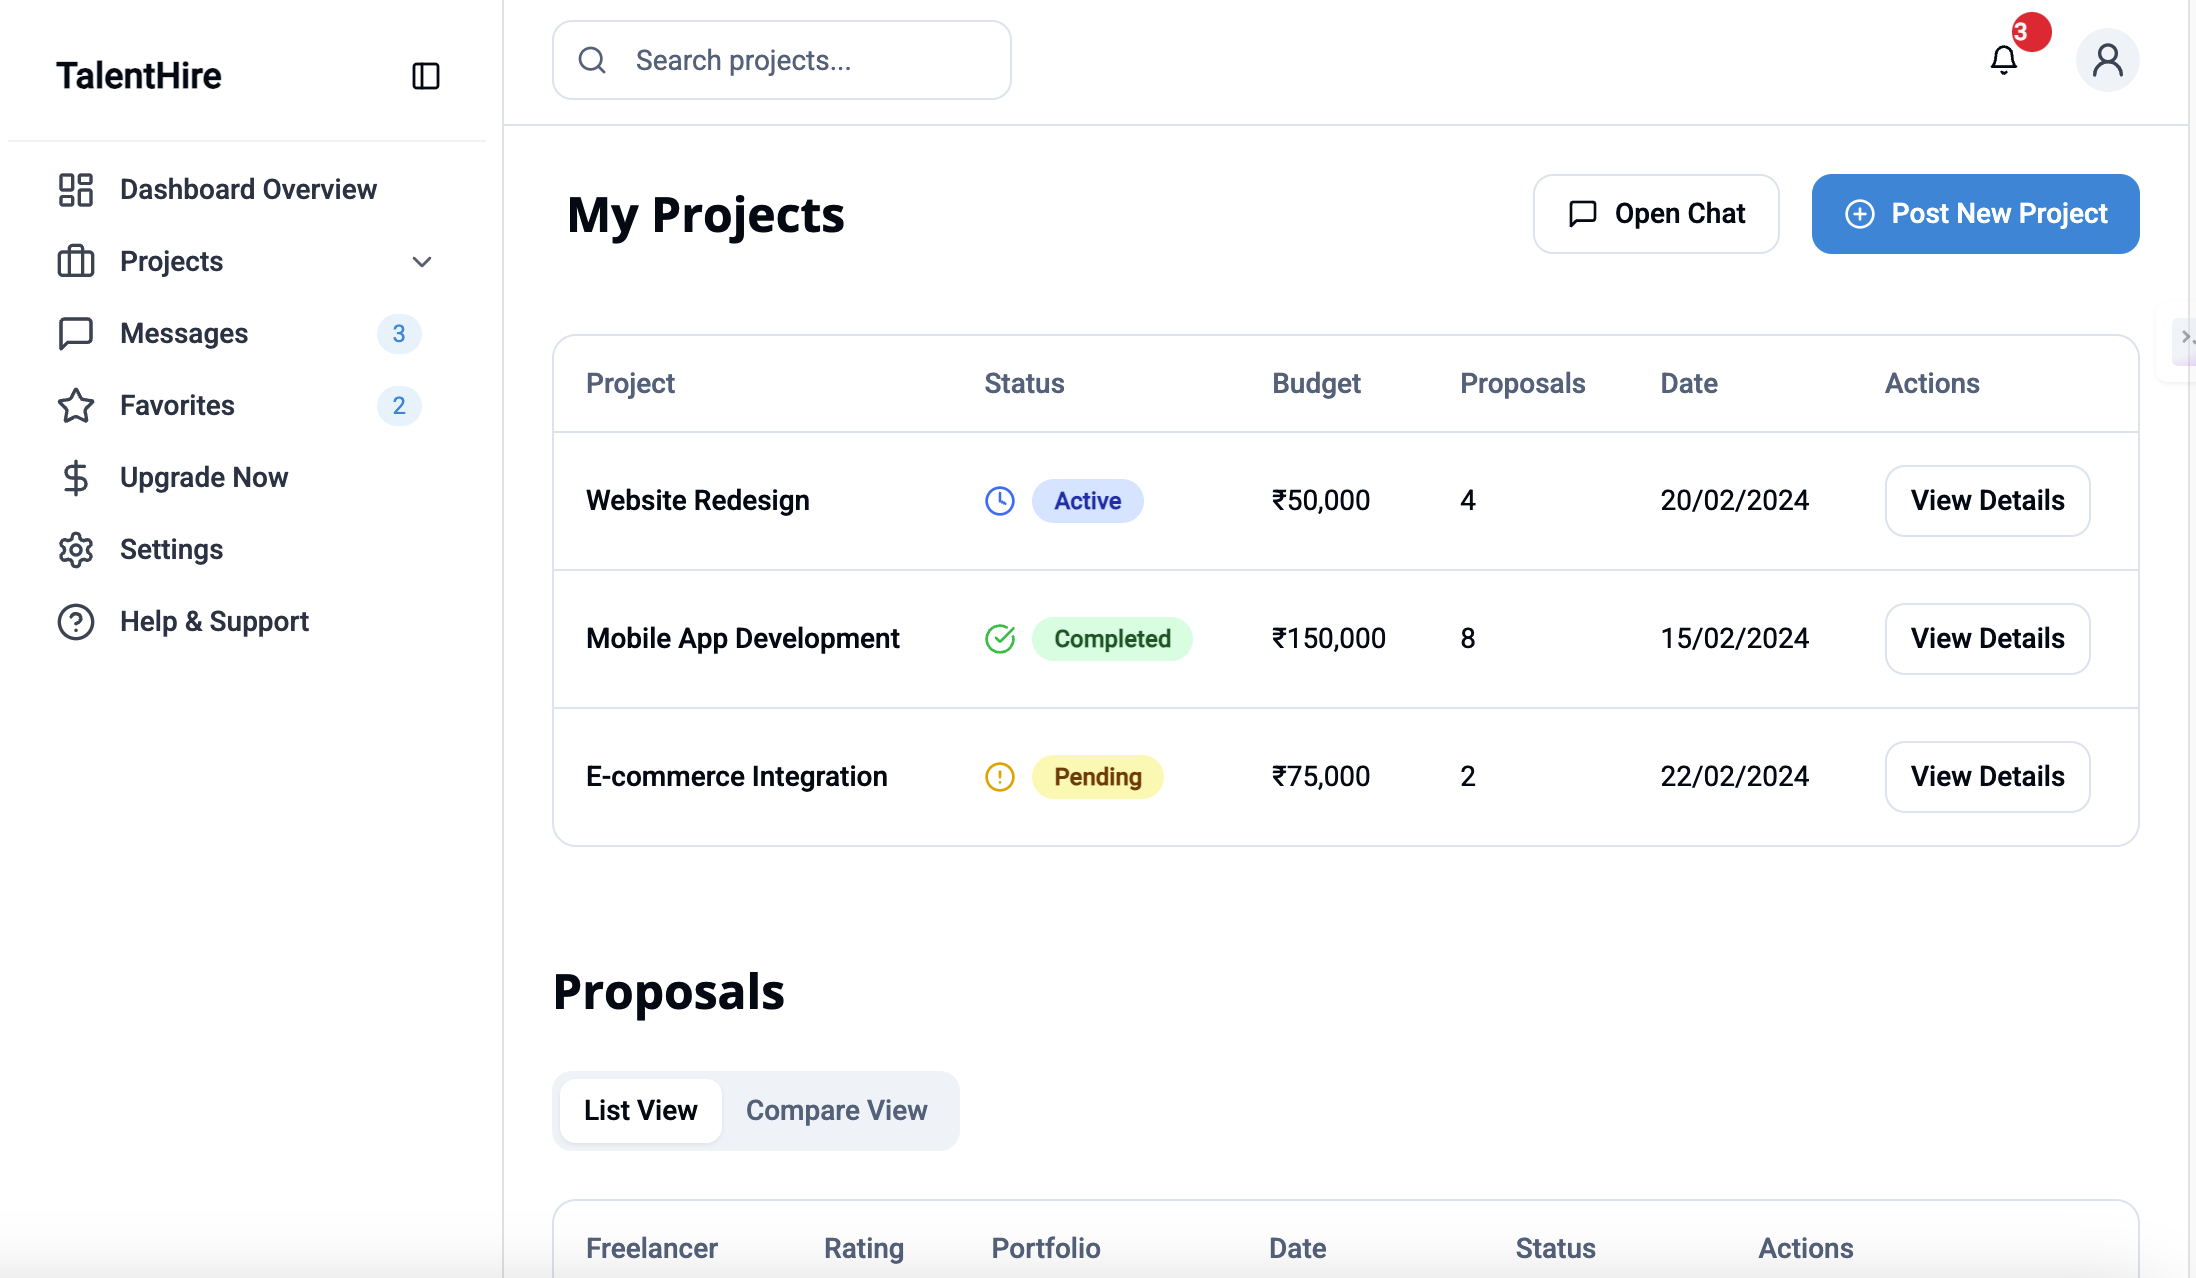 TalentHire
Dashboard Overview
Projects
Messages 3
Favorites 2
Upgrade Now
Settings
Help & Support
Search projects...
3
My Projects
Open Chat
Post New Project
Project Status Budget Proposals Date Actions
Website Redesign Active ₹50,000 4 20/02/2024 View Details
Mobile App Development Completed ₹150,000 8 15/02/2024 View Details
E-commerce Integration Pending ₹75,000 2 22/02/2024 View Details
Proposals
List View Compare View
Freelancer Rating Portfolio Date Status Actions